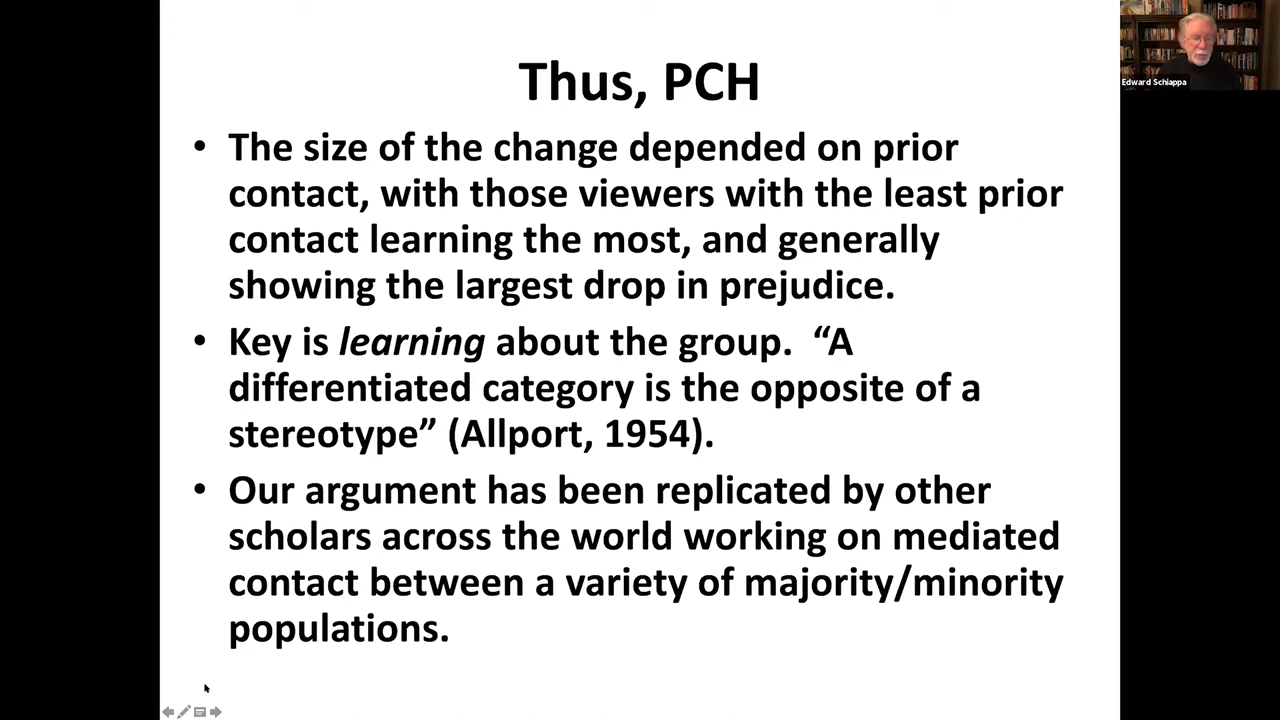 Thus, PCH
• The size of the change depended on prior
contact, with those viewers with the least prior
contact learning the most, and generally
showing the largest drop in prejudice.
• Key is learning about the group.  “A
differentiated category is the opposite of a
stereotype” (Allport, 1954).
• Our argument has been replicated by other
scholars across the world working on mediated
contact between a variety of majority/minority
populations.
Edward Schiappa